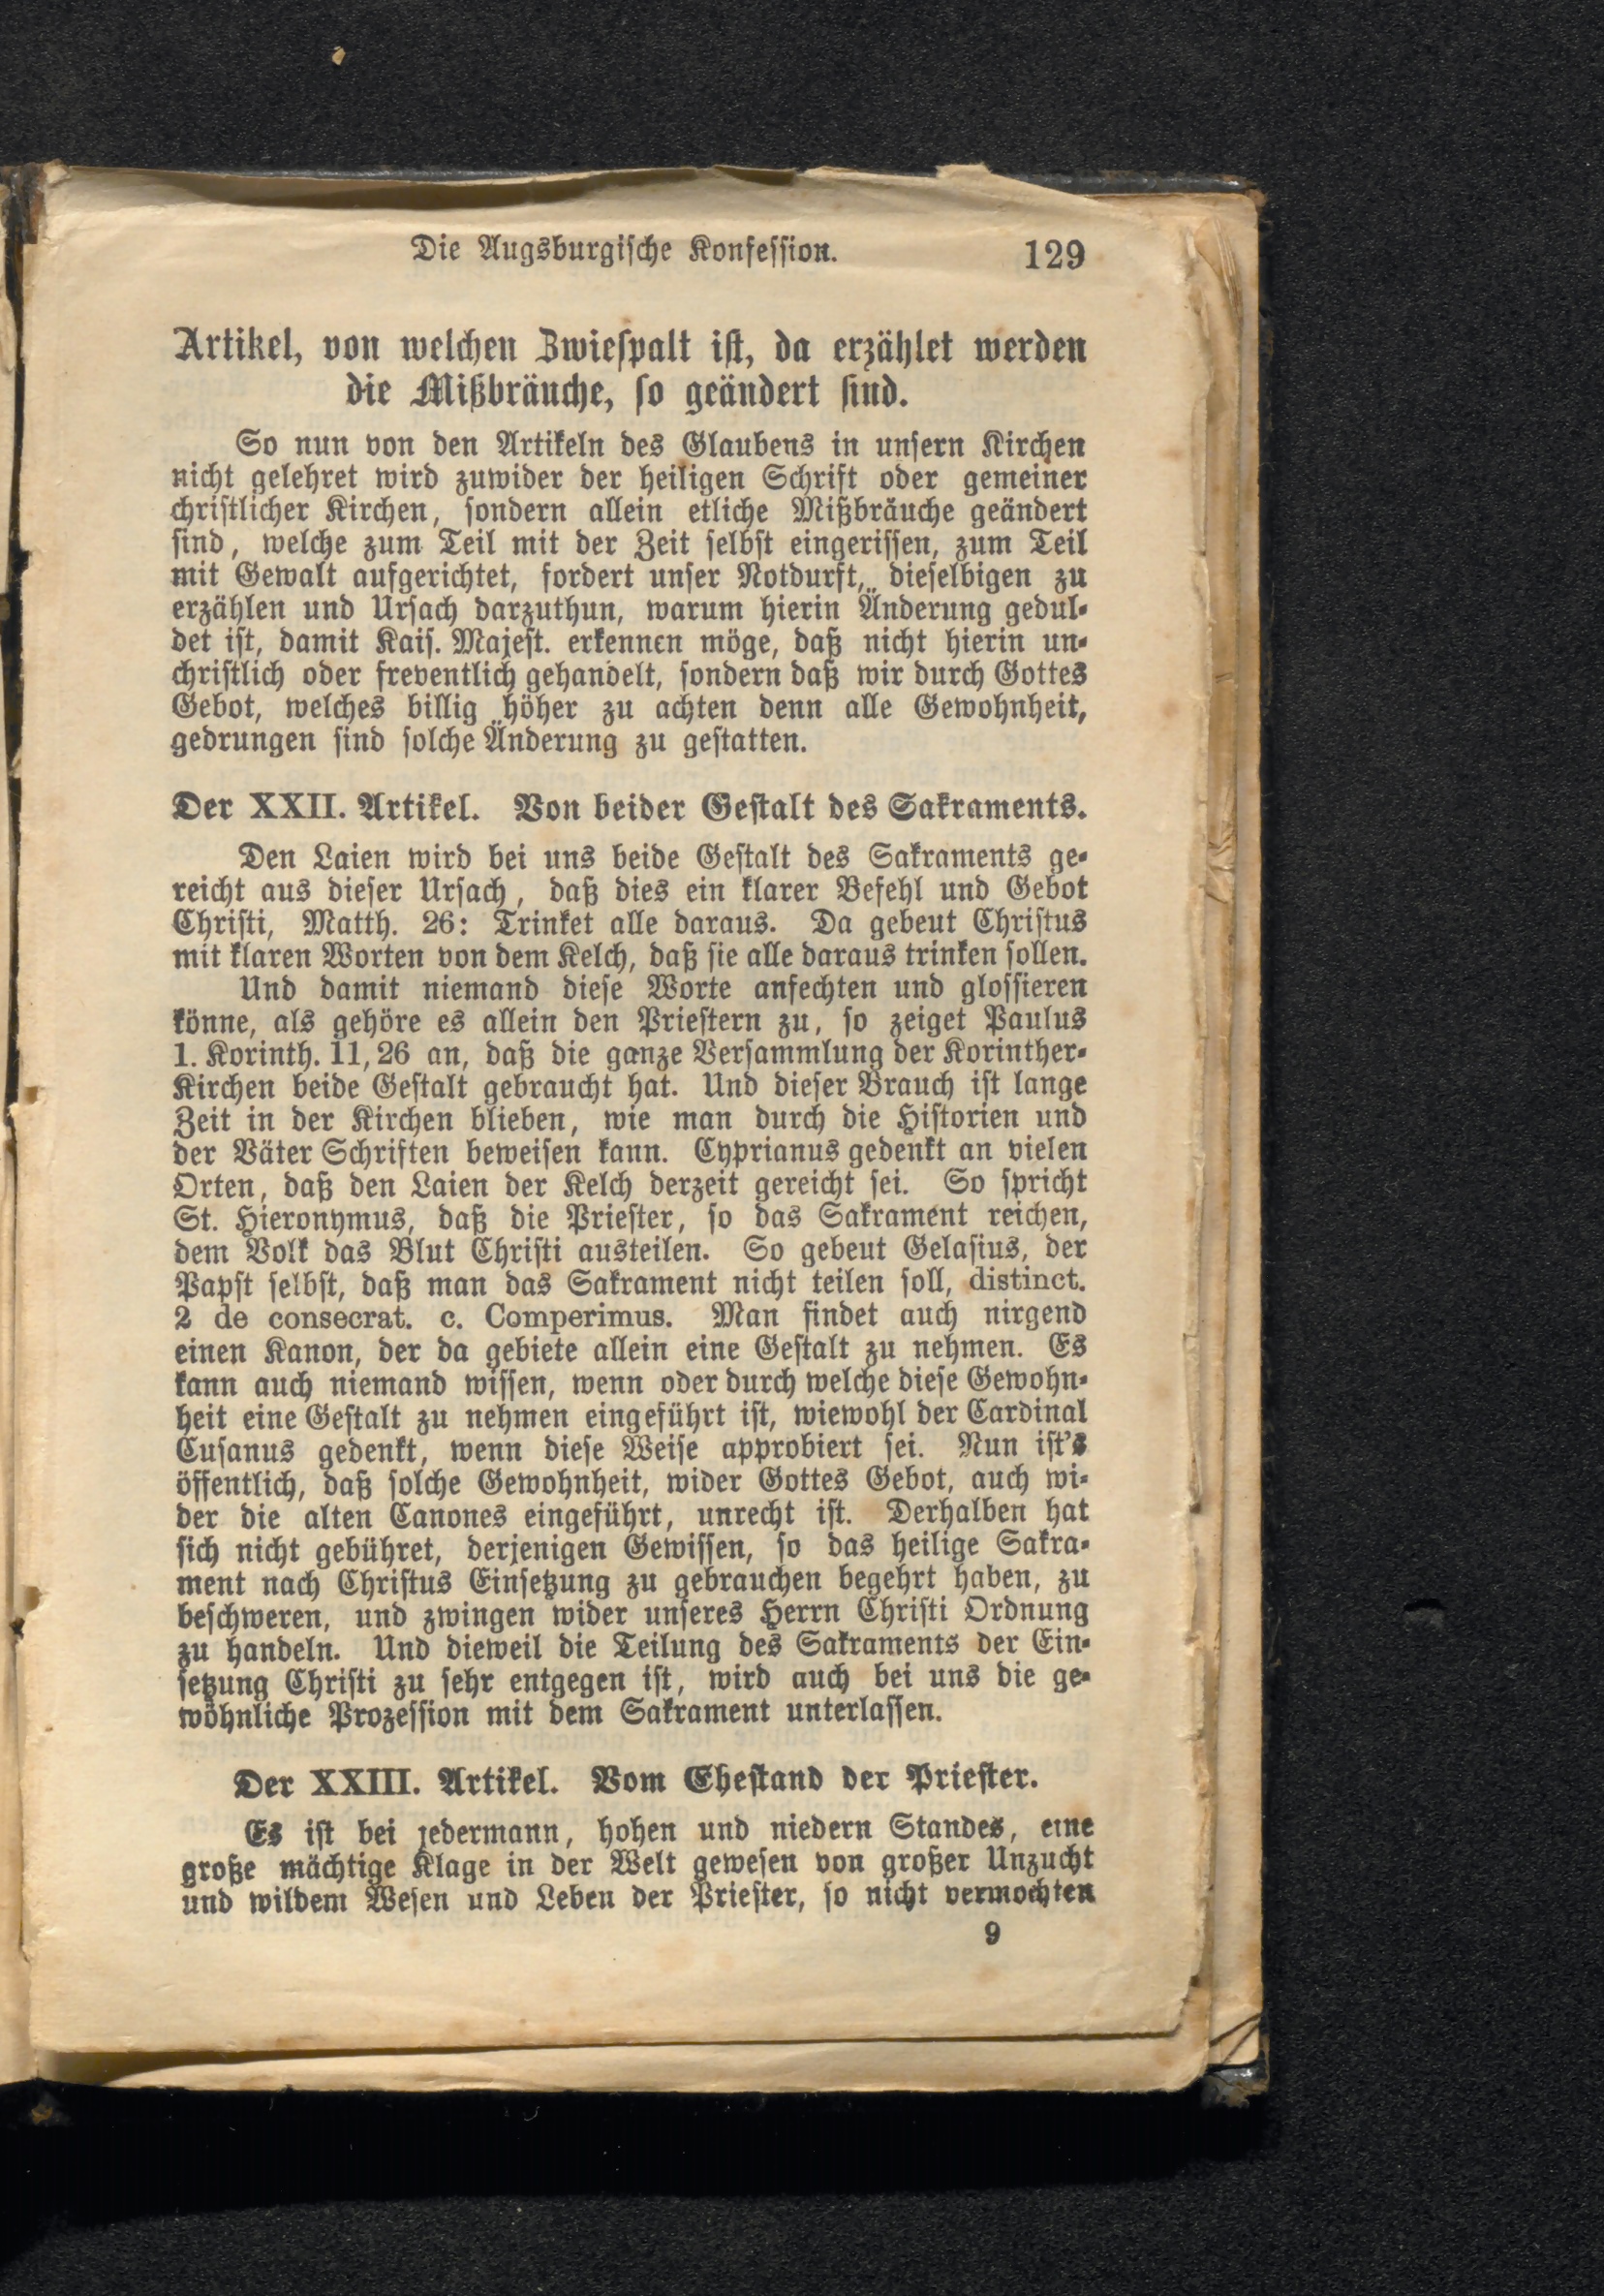 Die Augsburgische Konfession. 129
Artikel, von welchen Zwiespalt ist, da erzählet werden
die Mißbräuche, so geändert sind.
So nun von den Artikeln des Glaubens in unsern Kirchen
nicht gelehret wird zuwider der heiligen Schrift oder gemeiner
christlicher Kirchen, sondern allein etliche Mißbräuche geändert
sind, welche zum Teil mit der Zeit selbst eingerissen, zum Teil
mit Gewalt aufgerichtet, fordert unser Notdurft, dieselbigen zu
erzählen und Ursach darzuthun, warum hierin Änderung gedul-
det ist, damit Kais. Majest. erkennen möge, daß nicht hierin un-
christlich oder freventlich gehandelt, sondern daß wir durch Gottes
Gebot, welches billig höher zu achten denn alle Gewohnheit,
gedrungen sind solche Änderung zu gestatten.
Der XXII. Artikel. Von beider Gestalt des Sakraments.
Den Laien wird bei uns beide Gestalt des Sakraments ge-
reicht aus dieser Ursach, daß dies ein klarer Befehl und Gebot
Christi, Matth. 26: Trinket alle daraus. Da gebeut Christus
mit klaren Worten von dem Kelch, daß sie alle daraus trinken sollen.
Und damit niemand diese Worte anfechten und glossieren
könne, als gehöre es allein den Priestern zu, so zeiget Paulus
1. Korinth. 11, 26 an, daß die ganze Versammlung der Korinther-
Kirchen beide Gestalt gebraucht hat. Und dieser Brauch ist lange
Zeit in der Kirchen blieben, wie man durch die Historien und
der Väter Schriften beweisen kann. Cyprianus gedenkt an vielen
Orten, daß den Laien der Kelch derzeit gereicht sei. So spricht
St. Hieronymus, daß die Priester, so das Sakrament reichen,
dem Volk das Blut Christi austeilen. So gebeut Gelasius, der
Papst selbst, daß man das Sakrament nicht teilen soll, distinct.
2 de consecrat. c. Comperimus. Man findet auch nirgend
einen Kanon, der da gebiete allein eine Gestalt zu nehmen. Es
kann auch niemand wissen, wenn oder durch welche diese Gewohn-
heit eine Gestalt zu nehmen eingeführt ist, wiewohl der Cardinal
Cusanus gedenkt, wenn diese Weise approbiert sei. Nun ist's
öffentlich, daß solche Gewohnheit, wider Gottes Gebot, auch wi-
der die alten Canones eingeführt, unrecht ist. Derhalben hat
sich nicht gebühret, derjenigen Gewissen, so das heilige Sakra-
ment nach Christus Einsetzung zu gebrauchen begehrt haben, zu
beschweren, und zwingen wider unseres Herrn Christi Ordnung
zu handeln. Und dieweil die Teilung des Sakraments der Ein-
setzung Christi zu sehr entgegen ist, wird auch bei uns die ge-
wöhnliche Prozession mit dem Sakrament unterlassen.
Der XXIII. Artikel. Vom Ehestand der Priester.
Es ist bei jedermann, hohen und niedern Standes, eine
große mächtige Klage in der Welt gewesen von großer Unzucht
und wildem Wesen und Leben der Priester, so nicht vermochten
9